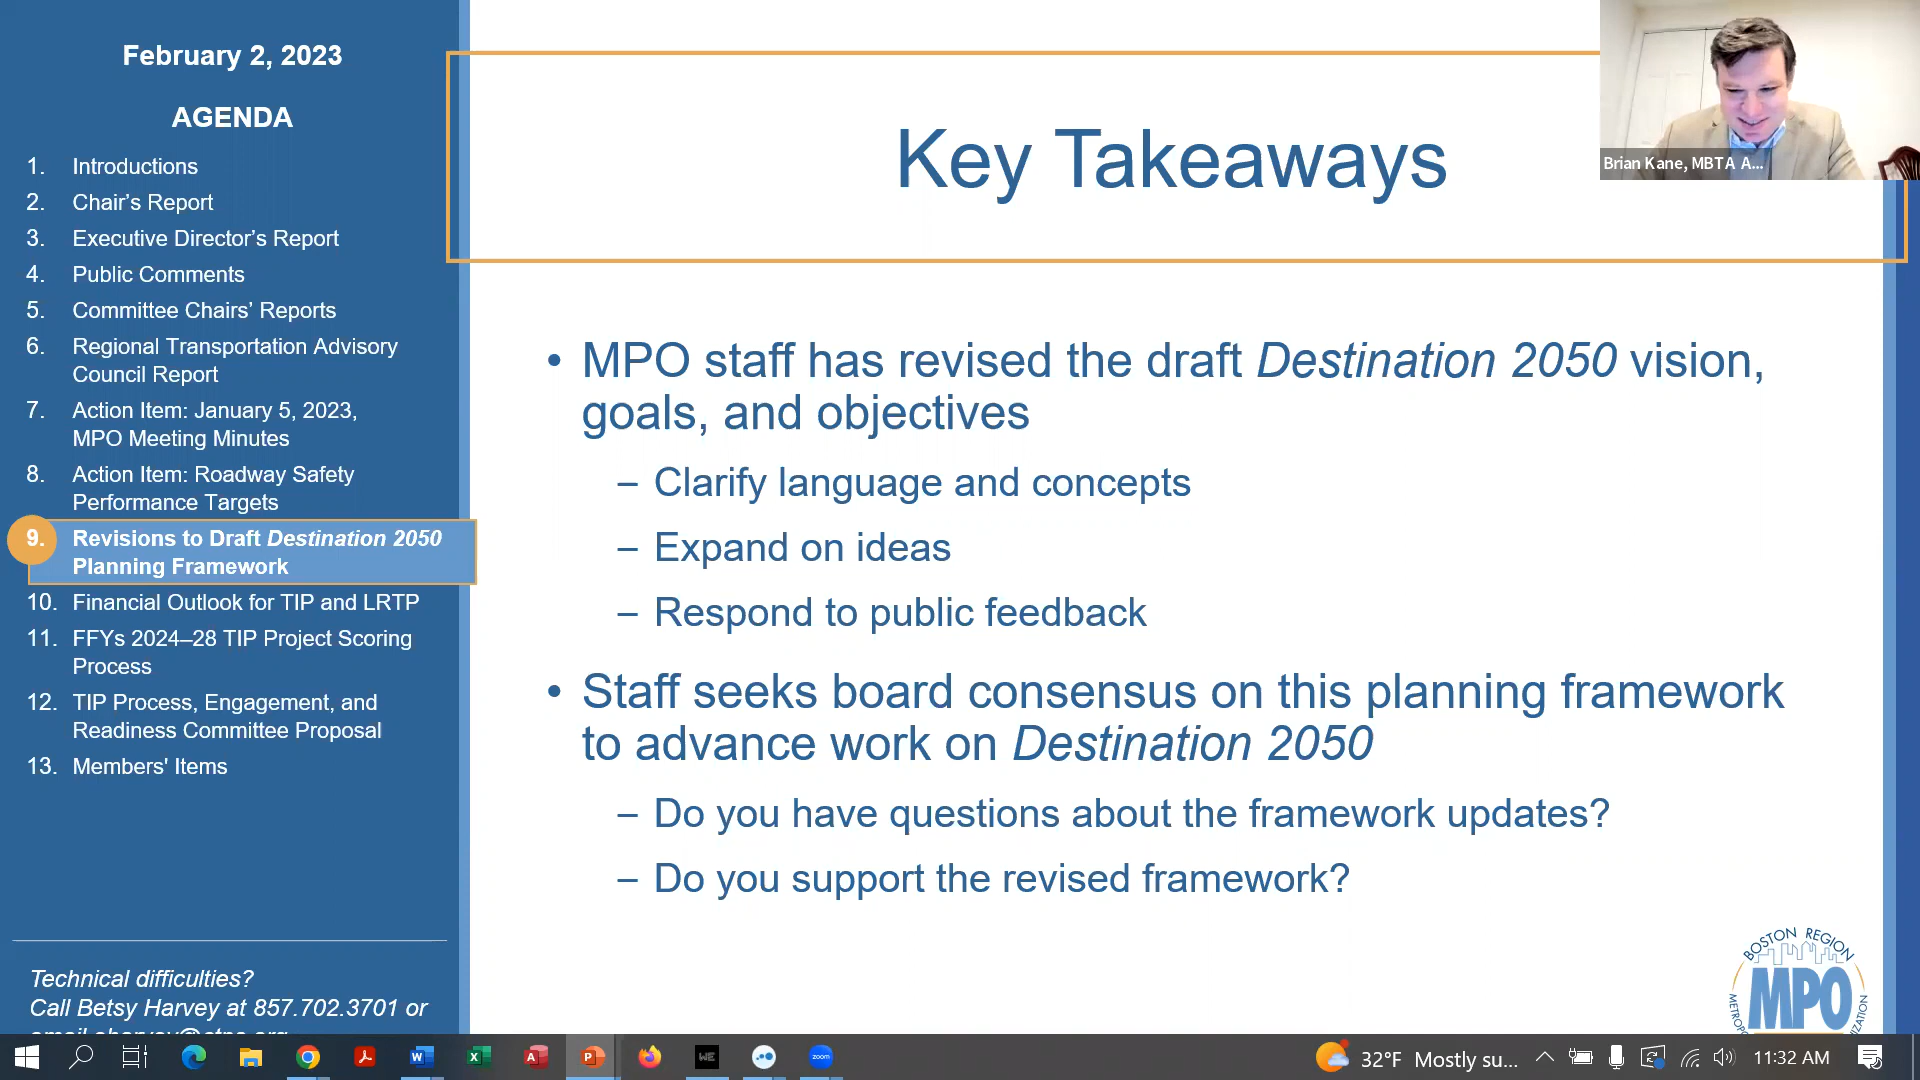 February 2, 2023
AGENDA
1. Introductions
2. Chair’s Report
3. Executive Director’s Report
4. Public Comments
5. Committee Chairs’ Reports
6. Regional Transportation Advisory
Council Report
7. Action Item: January 5, 2023,
MPO Meeting Minutes
8. Action Item: Roadway Safety
Performance Targets
9. Revisions to Draft Destination 2050
Planning Framework
10. Financial Outlook for TIP and LRTP
11. FFYs 2024–28 TIP Project Scoring
Process
12. TIP Process, Engagement, and
Readiness Committee Proposal
13. Members' Items
Technical difficulties?
Call Betsy Harvey at 857.702.3701 or
Key Takeaways
Brian Kane, MBTA A...
• MPO staff has revised the draft Destination 2050 vision,
goals, and objectives
– Clarify language and concepts
– Expand on ideas
– Respond to public feedback
• Staff seeks board consensus on this planning framework
to advance work on Destination 2050
– Do you have questions about the framework updates?
– Do you support the revised framework?
BOSTON REGION
MPO
WE
zoom
32°F Mostly su...
11:32 AM